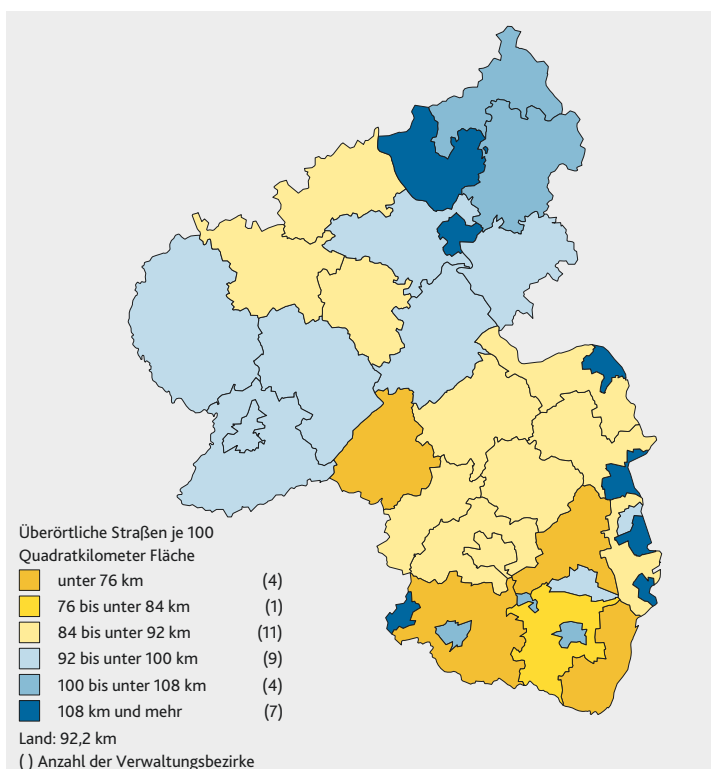 Überörtliche Straßen je 100
Quadratkilometer Fläche
unter 76 km (4)
76 bis unter 84 km (1)
84 bis unter 92 km (11)
92 bis unter 100 km (9)
100 bis unter 108 km (4)
108 km und mehr (7)
Land: 92,2 km
( ) Anzahl der Verwaltungsbezirke